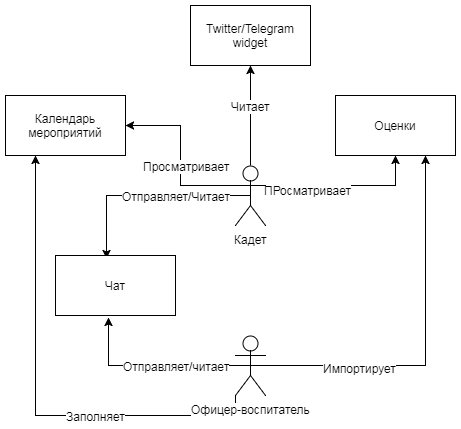 Twitter/Telegram
widget
Читает
Календарь
мероприятий
Оценки
Просматривает
ПРосматривает
Отправляет/Читает
Кадет
Чат
Отправляет/читает
Импортирует
Офицер-воспитатель
Заполняет